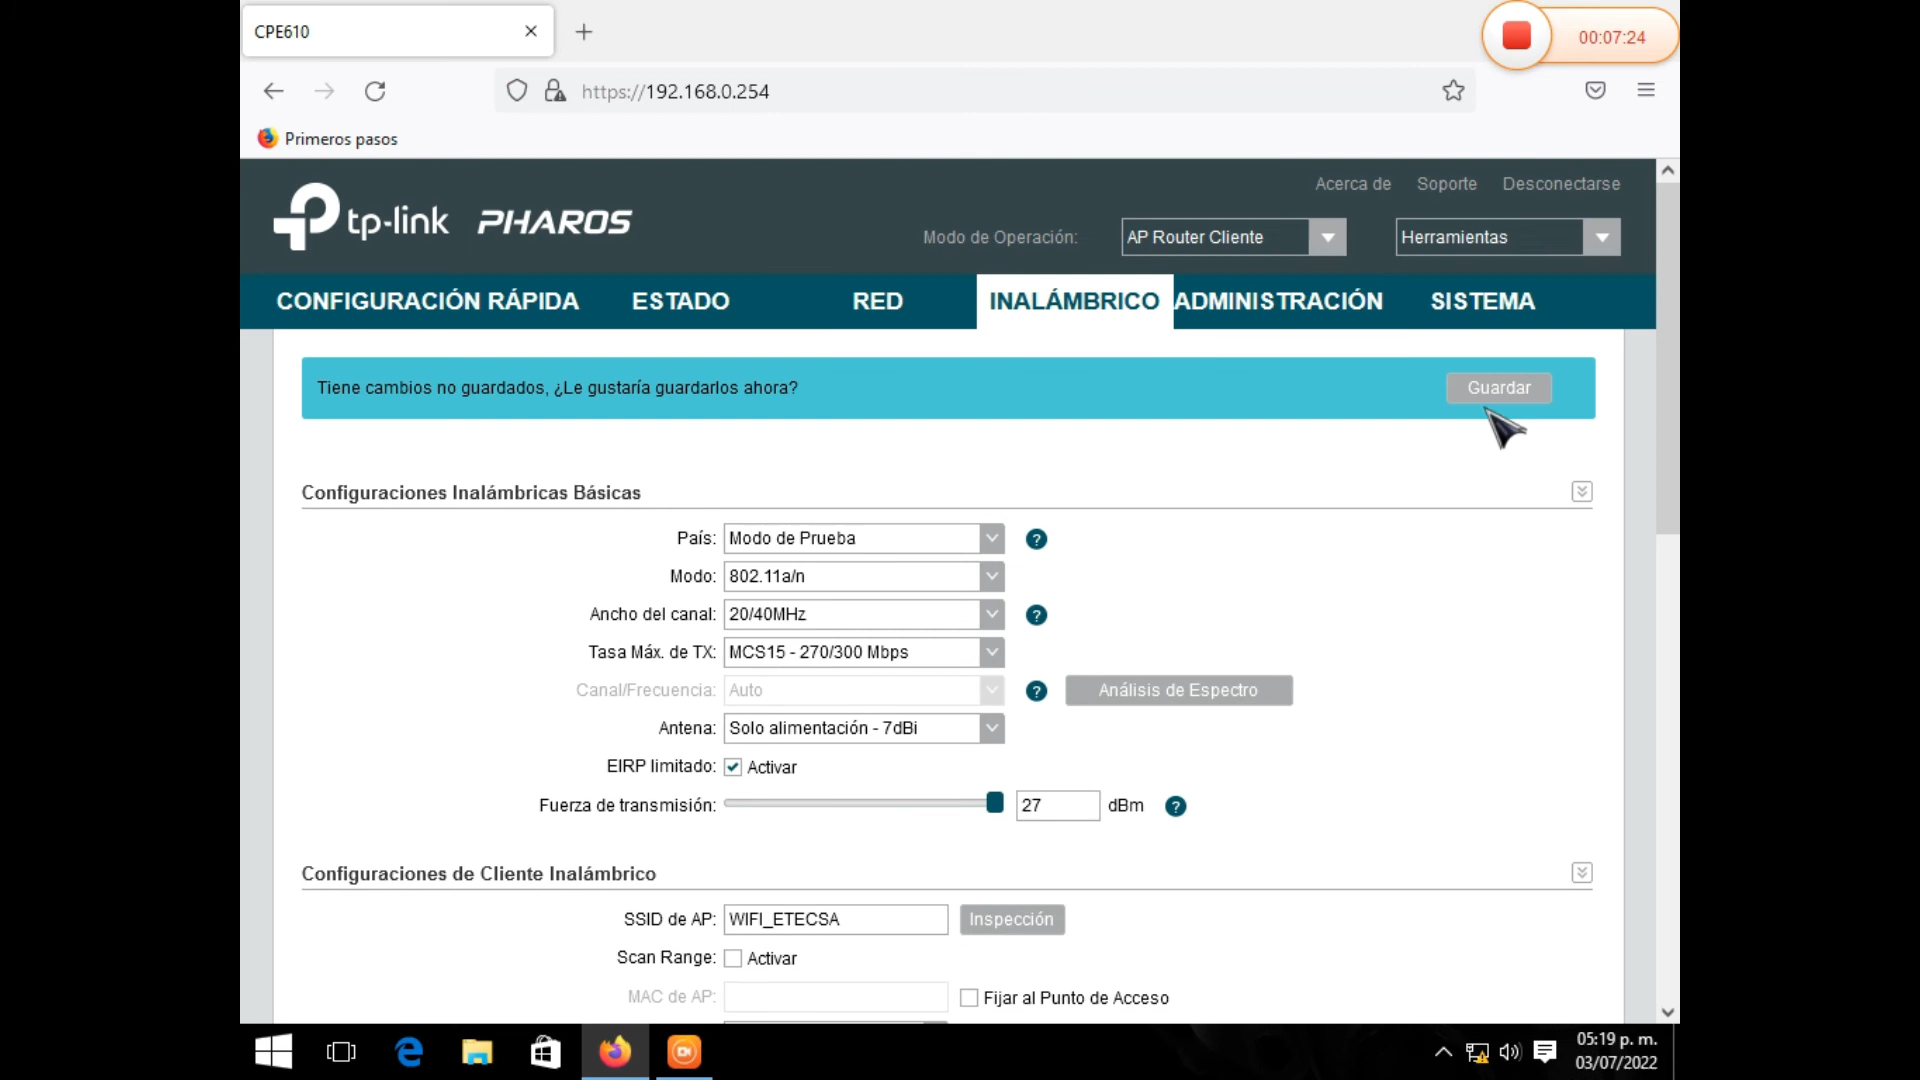 CPE610
00:07:24
https://192.168.0.254
Primeros pasos
Acerca de Soporte Desconectarse
tp-link PHAROS
Modo de Operación: AP Router Cliente Herramientas
CONFIGURACIÓN RÁPIDA ESTADO RED INALÁMBRICO ADMINISTRACIÓN SISTEMA
Tiene cambios no guardados, ¿Le gustaría guardarlos ahora? Guardar
Configuraciones Inalámbricas Básicas
País: Modo de Prueba ?
Modo: 802.11a/n
Ancho del canal: 20/40MHz ?
Tasa Máx. de TX: MCS15 - 270/300 Mbps
Canal/Frecuencia: Auto ? Análisis de Espectro
Antena: Solo alimentación - 7dBi
EIRP limitado: Activar
Fuerza de transmisión: 27 dBm ?
Configuraciones de Cliente Inalámbrico
SSID de AP: WIFI_ETECSA Inspección
Scan Range: Activar
MAC de AP: Fijar al Punto de Acceso
05:19 p. m.
03/07/2022